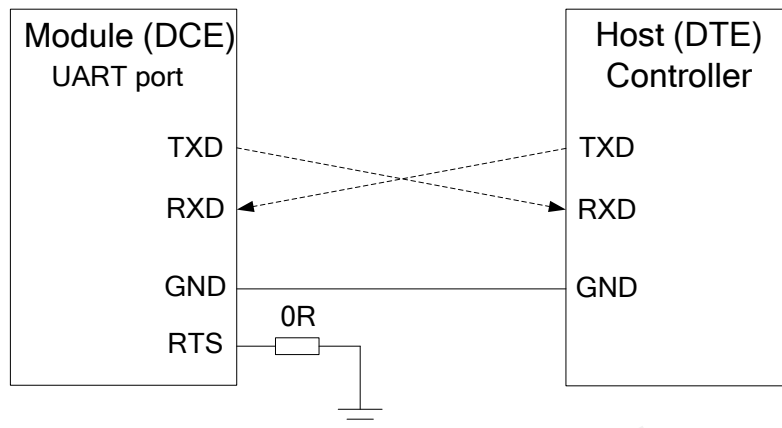 Module (DCE)
UART port
TXD
RXD
GND
RTS
0R
Host (DTE)
Controller
TXD
RXD
GND